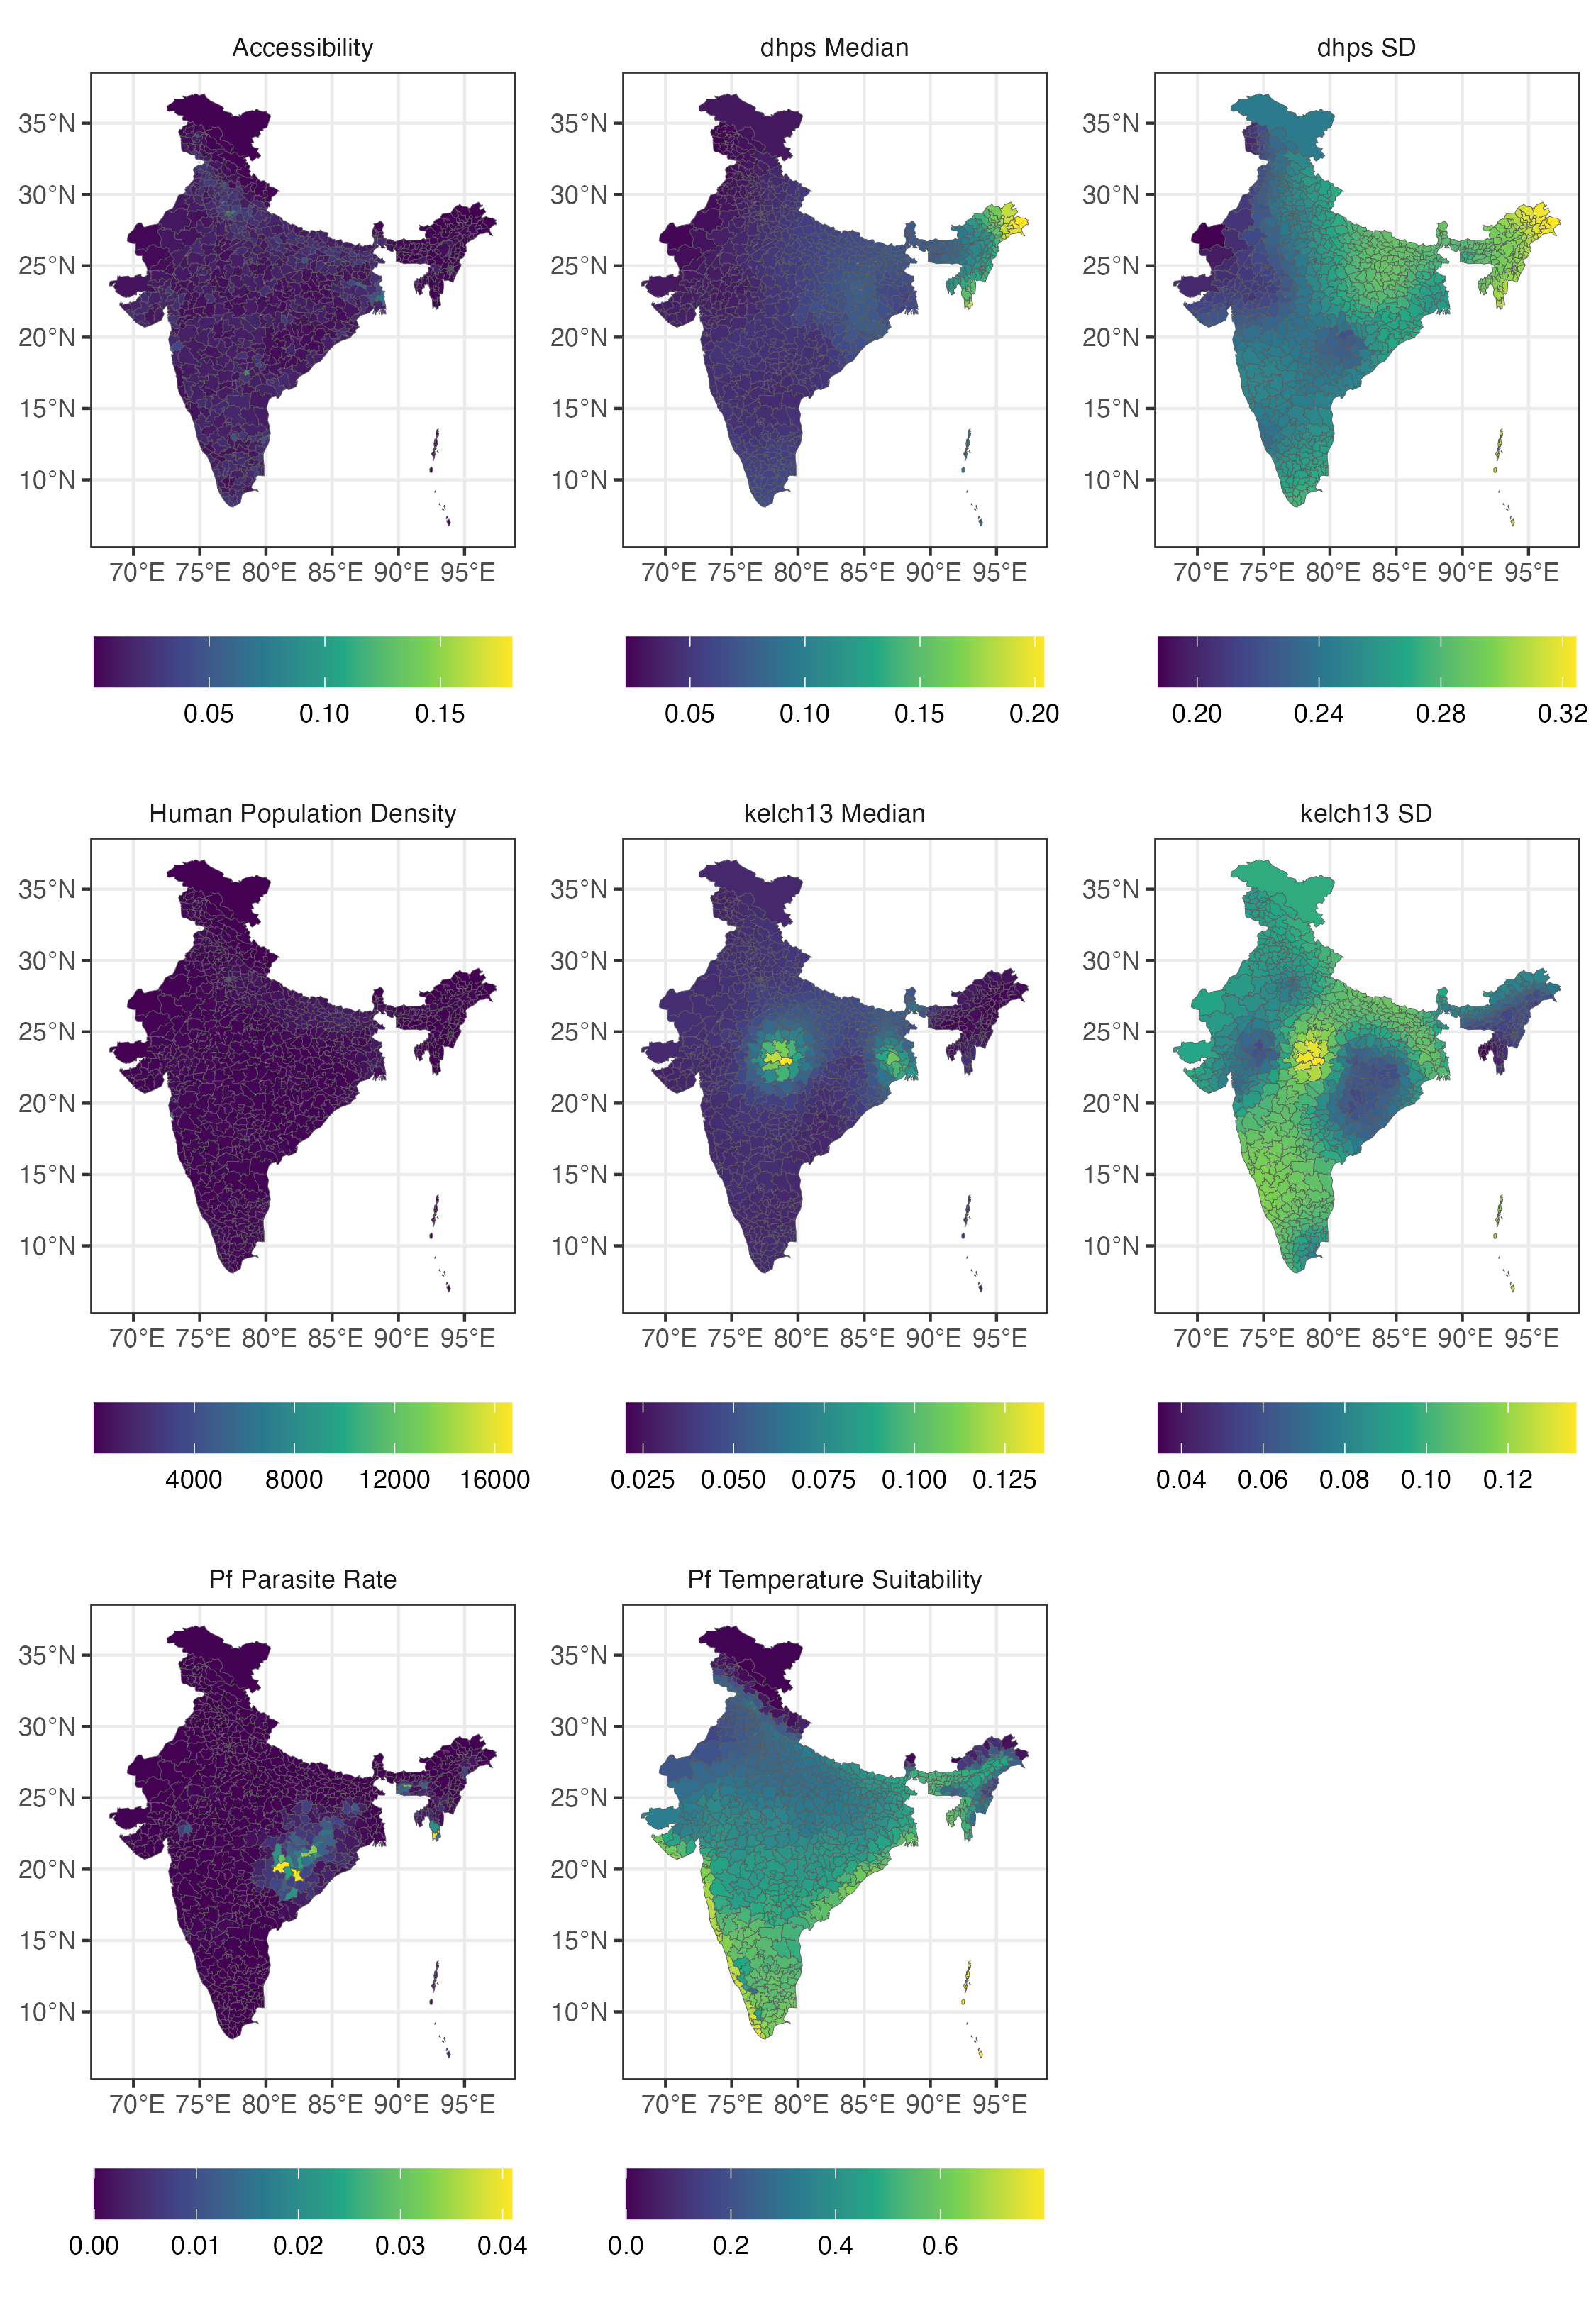 Accessibility
dhps Median
dhps SD
35°N
30°N
25°N
20°N
15°N
10°N
70°E 75°E 80°E 85°E 90°E 95°E
35°N
30°N
25°N
20°N
15°N
10°N
70°E 75°E 80°E 85°E 90°E 95°E
35°N
30°N
25°N
20°N
15°N
10°N
70°E 75°E 80°E 85°E 90°E 95°E
0.05 0.10 0.15
0.05 0.10 0.15 0.20
0.20 0.24 0.28 0.32
Human Population Density
kelch13 Median
kelch13 SD
35°N
30°N
25°N
20°N
15°N
10°N
70°E 75°E 80°E 85°E 90°E 95°E
35°N
30°N
25°N
20°N
15°N
10°N
70°E 75°E 80°E 85°E 90°E 95°E
35°N
30°N
25°N
20°N
15°N
10°N
70°E 75°E 80°E 85°E 90°E 95°E
4000 8000 12000 16000
0.025 0.050 0.075 0.100 0.125
0.04 0.06 0.08 0.10 0.12
Pf Parasite Rate
Pf Temperature Suitability
35°N
30°N
25°N
20°N
15°N
10°N
70°E 75°E 80°E 85°E 90°E 95°E
35°N
30°N
25°N
20°N
15°N
10°N
70°E 75°E 80°E 85°E 90°E 95°E
0.00 0.01 0.02 0.03 0.04
0.0 0.2 0.4 0.6